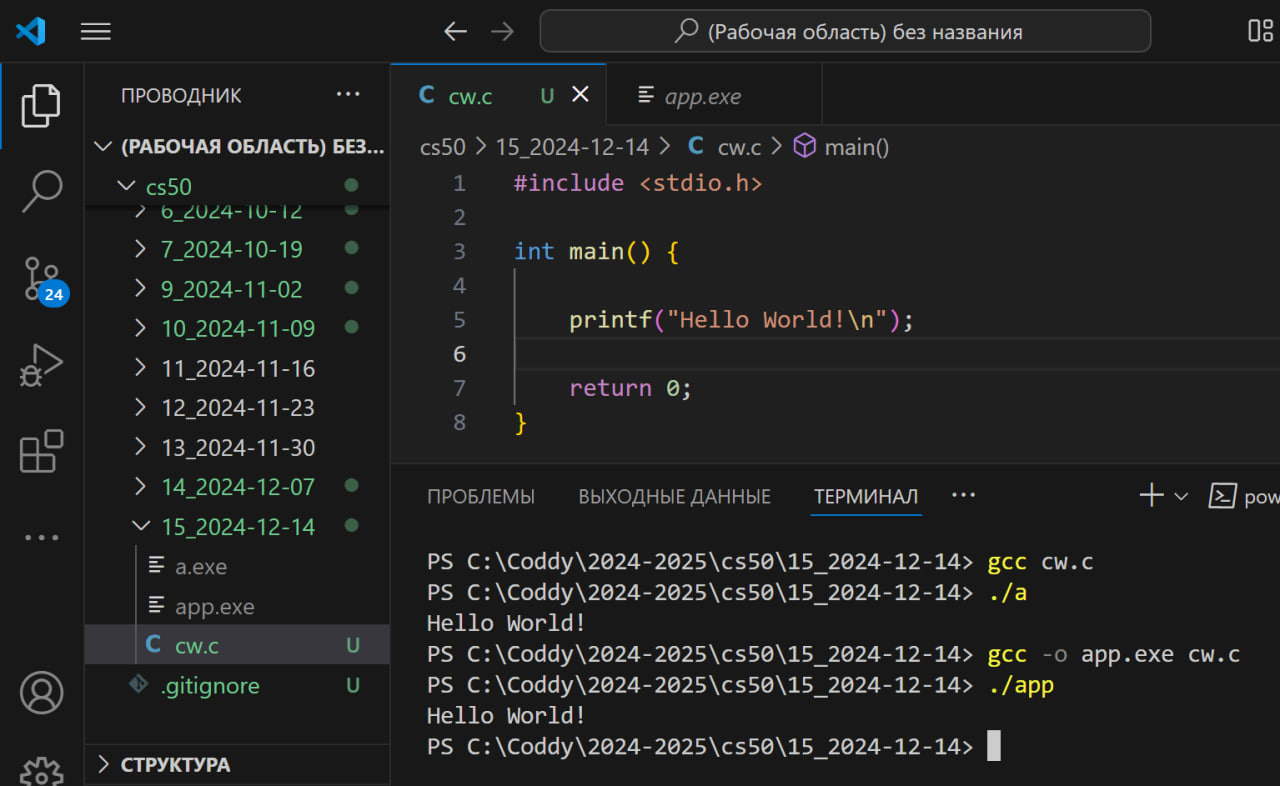 (Рабочая область) без названия
ПРОВОДНИК ...
(РАБОЧАЯ ОБЛАСТЬ) БЕЗ...
cs50
6_2024-10-12
7_2024-10-19
9_2024-11-02
10_2024-11-09
11_2024-11-16
12_2024-11-23
13_2024-11-30
14_2024-12-07
15_2024-12-14
a.exe
app.exe
C cw.c U
.gitignore U
СТРУКТУРА
24
C cw.c U
app.exe
cs50 > 15_2024-12-14 > C cw.c > main()
1 #include <stdio.h>
2
3 int main() {
4
5 printf("Hello World!\n");
6
7 return 0;
8 }
ПРОБЛЕМЫ ВЫХОДНЫЕ ДАННЫЕ ТЕРМИНАЛ ... pow
PS C:\Coddy\2024-2025\cs50\15_2024-12-14> gcc cw.c
PS C:\Coddy\2024-2025\cs50\15_2024-12-14> ./a
Hello World!
PS C:\Coddy\2024-2025\cs50\15_2024-12-14> gcc -o app.exe cw.c
PS C:\Coddy\2024-2025\cs50\15_2024-12-14> ./app
Hello World!
PS C:\Coddy\2024-2025\cs50\15_2024-12-14>